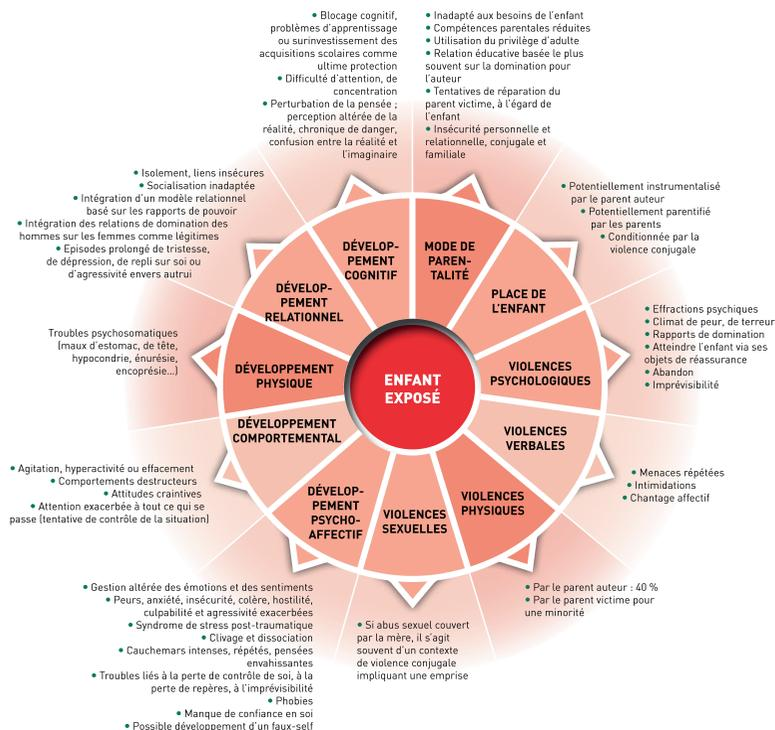 • Blocage cognitif,
problèmes d'apprentissage
ou surinvestissement des
acquisitions scolaires comme
ultime protection
• Difficulté d'attention, de
concentration
• Perturbation de la pensée ;
perception altérée de la
réalité, chronique de danger,
confusion entre la réalité et
l'imaginaire
• Inadapté aux besoins de l'enfant
• Compétences parentales réduites
• Utilisation du privilège d'adulte
• Relation éducative basée le plus
souvent sur la domination pour
l'auteur
• Tentatives de réparation du
parent victime, à l'égard de
l'enfant
• Insécurité personnelle et
relationnelle, conjugale et
familiale
• Isolement, liens insécures
• Socialisation inadaptée
• Intégration d'un modèle relationnel
basé sur les rapports de pouvoir
• Intégration des relations de domination des
hommes sur les femmes comme légitimes
• Episodes prolongé de tristesse,
de dépression, de repli sur soi ou
d'agressivité envers autrui
• Potentiellement instrumentalisé
par le parent auteur
• Potentiellement parentifié
par les parents
• Conditionnée par la
violence conjugale
DÉVELOP-
PEMENT
COGNITIF
MODE DE
PAREN-
TALITÉ
DÉVELOP-
PEMENT
RELATIONNEL
PLACE DE
L'ENFANT
Troubles psychosomatiques
(maux d'estomac, de tête,
hypocondrie, énurésie,
encoprésie...)
• Effractions psychiques
• Climat de peur, de terreur
• Rapports de domination
• Atteindre l'enfant via ses
objets de réassurance
• Abandon
• Imprévisibilité
DÉVELOPPEMENT
PHYSIQUE
ENFANT
EXPOSÉ
VIOLENCES
PSYCHOLOGIQUES
DÉVELOPPEMENT
COMPORTEMENTAL
VIOLENCES
VERBALES
• Agitation, hyperactivité ou effacement
• Comportements destructeurs
• Attitudes craintives
• Attention exacerbée à tout ce qui se
passe (tentative de contrôle de la situation)
• Menaces répétées
• Intimidations
• Chantage affectif
DÉVELOP-
PEMENT
PSYCHO-
AFFECTIF
VIOLENCES
SEXUELLES
VIOLENCES
PHYSIQUES
• Gestion altérée des émotions et des sentiments
• Peurs, anxiété, insécurité, colère, hostilité,
culpabilité et agressivité exacerbées
• Syndrome de stress post-traumatique
• Clivage et dissociation
• Cauchemars intenses, répétés, pensées
envahissantes
• Troubles liés à la perte de contrôle de soi, à la
perte de repères, à l'imprévisibilité
• Phobies
• Manque de confiance en soi
• Possible développement d'un faux-self
• Si abus sexuel couvert
par la mère, il s'agit
souvent d'un contexte
de violence conjugale
impliquant une emprise
• Par le parent auteur : 40 %
• Par le parent victime pour
une minorité